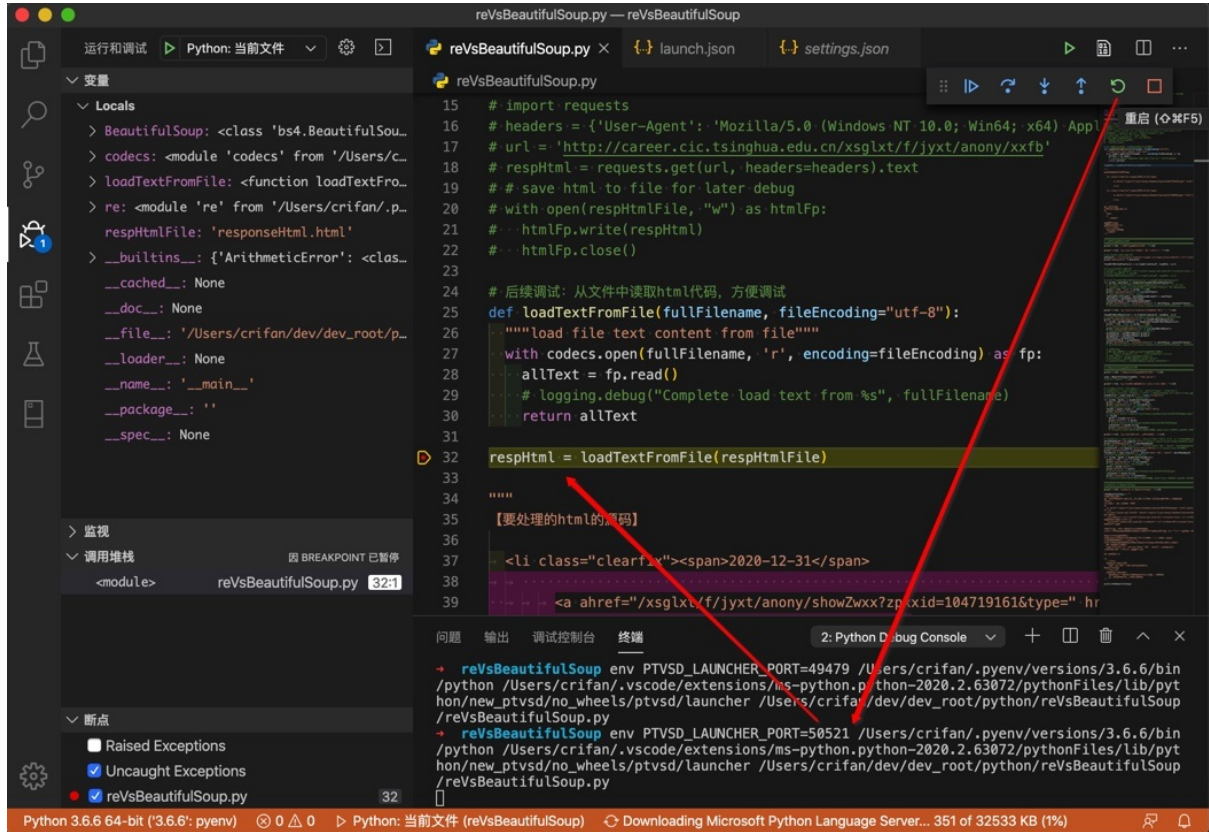 reVsBeautifulSoup.py — reVsBeautifulSoup
运行和调试 Python: 当前文件
变量
Locals
BeautifulSoup: <class 'bs4.BeautifulSou...
codecs: <module 'codecs' from '/Users/c...
loadTextFromFile: <function loadTextFro...
re: <module 're' from '/Users/crifan/.p...
respHtmlFile: 'responseHtml.html'
__builtins__: {'ArithmeticError': <clas...
__cached__: None
__doc__: None
__file__: '/Users/crifan/dev/dev_root/p...
__loader__: None
__name__: '__main__'
__package__: ''
__spec__: None
监视
调用堆栈 因 BREAKPOINT 已暂停
<module> reVsBeautifulSoup.py 32:1
断点
Raised Exceptions
Uncaught Exceptions
reVsBeautifulSoup.py 32
1
reVsBeautifulSoup.py × {..} launch.json {..} settings.json
reVsBeautifulSoup.py
重启 (⇧⌘F5)
15 # import requests
16 # headers = {'User-Agent': 'Mozilla/5.0 (Windows NT 10.0; Win64; x64) Appl
17 # url = 'http://career.cic.tsinghua.edu.cn/xsglxt/f/jyxt/anony/xxfb'
18 # respHtml = requests.get(url, headers=headers).text
19 # # save html to file for later debug
20 # with open(respHtmlFile, "w") as htmlFp:
21 #   htmlFp.write(respHtml)
22 #   htmlFp.close()
23
24 # 后续调试：从文件中读取html代码，方便调试
25 def loadTextFromFile(fullFilename, fileEncoding="utf-8"):
26   """load file text content from file"""
27   with codecs.open(fullFilename, 'r', encoding=fileEncoding) as fp:
28     allText = fp.read()
29     # logging.debug("Complete load text from %s", fullFilename)
30     return allText
31
32 respHtml = loadTextFromFile(respHtmlFile)
33
34 """
35 【要处理的html的源码】
36
37 <li class="clearfix"><span>2020-12-31</span>
38
39 <a ahref="/xsglxt/f/jyxt/anony/showZwxx?zpxxid=104719161&type=" hr
问题 输出 调试控制台 终端 2: Python Debug Console
→ reVsBeautifulSoup env PTVSD_LAUNCHER_PORT=49479 /Users/crifan/.pyenv/versions/3.6.6/bin
/python /Users/crifan/.vscode/extensions/ms-python.python-2020.2.63072/pythonFiles/lib/pyt
hon/new_ptvsd/no_wheels/ptvsd/launcher /Users/crifan/dev/dev_root/python/reVsBeautifulSoup
/reVsBeautifulSoup.py
→ reVsBeautifulSoup env PTVSD_LAUNCHER_PORT=50521 /Users/crifan/.pyenv/versions/3.6.6/bin
/python /Users/crifan/.vscode/extensions/ms-python.python-2020.2.63072/pythonFiles/lib/pyt
hon/new_ptvsd/no_wheels/ptvsd/launcher /Users/crifan/dev/dev_root/python/reVsBeautifulSoup
/reVsBeautifulSoup.py
Python 3.6.6 64-bit ('3.6.6': pyenv) 0 0 Python: 当前文件 (reVsBeautifulSoup) Downloading Microsoft Python Language Server... 351 of 32533 KB (1%)